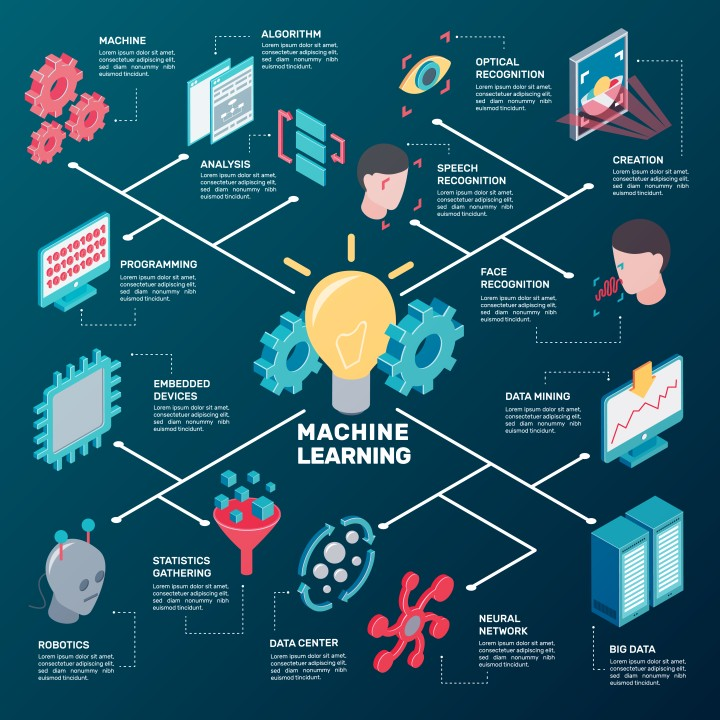 MACHINE
Lorem ipsum dolor sit amet,
consectetuer adipiscing elit,
sed diam nonummy nibh
euismod tincidunt.
ALGORITHM
Lorem ipsum dolor sit amet,
consectetuer adipiscing elit,
sed diam nonummy nibh
euismod tincidunt.
OPTICAL
RECOGNITION
Lorem ipsum dolor sit amet,
consectetuer adipiscing elit,
sed diam nonummy nibh
euismod tincidunt.
ANALYSIS
Lorem ipsum dolor sit amet,
consectetuer adipiscing elit,
sed diam nonummy nibh
euismod tincidunt.
SPEECH
RECOGNITION
Lorem ipsum dolor sit amet,
consectetuer adipiscing elit,
sed diam nonummy nibh
euismod tincidunt.
CREATION
Lorem ipsum dolor sit amet,
consectetuer adipiscing elit,
sed diam nonummy nibh
euismod tincidunt.
PROGRAMMING
Lorem ipsum dolor sit amet,
consectetuer adipiscing elit,
sed diam nonummy nibh
euismod tincidunt.
FACE
RECOGNITION
Lorem ipsum dolor sit amet,
consectetuer adipiscing elit,
sed diam nonummy nibh
euismod tincidunt.
EMBEDDED
DEVICES
Lorem ipsum dolor sit amet,
consectetuer adipiscing elit,
sed diam nonummy nibh
euismod tincidunt.
MACHINE
LEARNING
DATA MINING
Lorem ipsum dolor sit amet,
consectetuer adipiscing elit,
sed diam nonummy nibh
euismod tincidunt.
STATISTICS
GATHERING
Lorem ipsum dolor sit amet,
consectetuer adipiscing elit,
sed diam nonummy nibh
euismod tincidunt.
ROBOTICS
Lorem ipsum dolor sit amet,
consectetuer adipiscing elit,
sed diam nonummy nibh
euismod tincidunt.
DATA CENTER
Lorem ipsum dolor sit amet,
consectetuer adipiscing elit,
sed diam nonummy nibh
euismod tincidunt.
NEURAL
NETWORK
Lorem ipsum dolor sit amet,
consectetuer adipiscing elit,
sed diam nonummy nibh
euismod tincidunt.
BIG DATA
Lorem ipsum dolor sit amet,
consectetuer adipiscing elit,
sed diam nonummy nibh
euismod tincidunt.